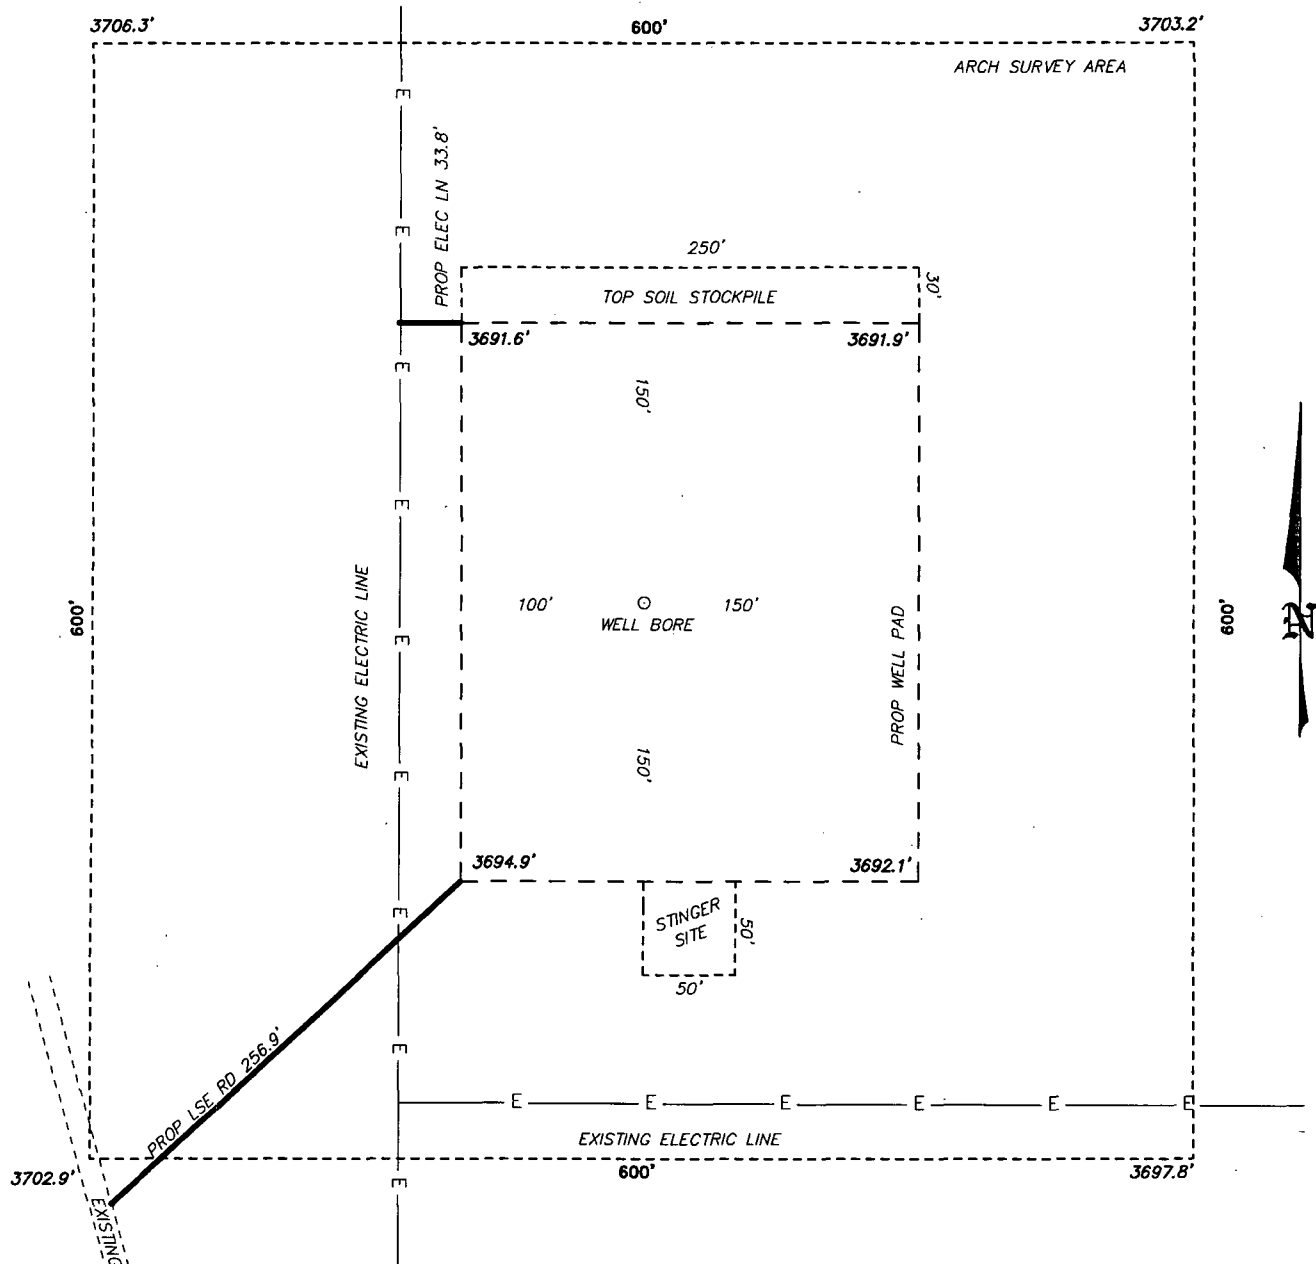 3706.3'
600'
3703.2'
ARCH SURVEY AREA
E
E
PROP ELEC LN 33.8'
250'
30'
TOP SOIL STOCKPILE
3691.6'
3691.9'
E
150'
E
EXISTING ELECTRIC LINE
600'
100'
WELL BORE
150'
PROP WELL PAD
600'
N
E
150'
E
3694.9'
3692.1'
E
STINGER
SITE
50'
50'
PROP LSE RD 256.9'
E
E
E
E
E
E
E
EXISTING ELECTRIC LINE
3702.9'
600'
3697.8'
E
EXISTING